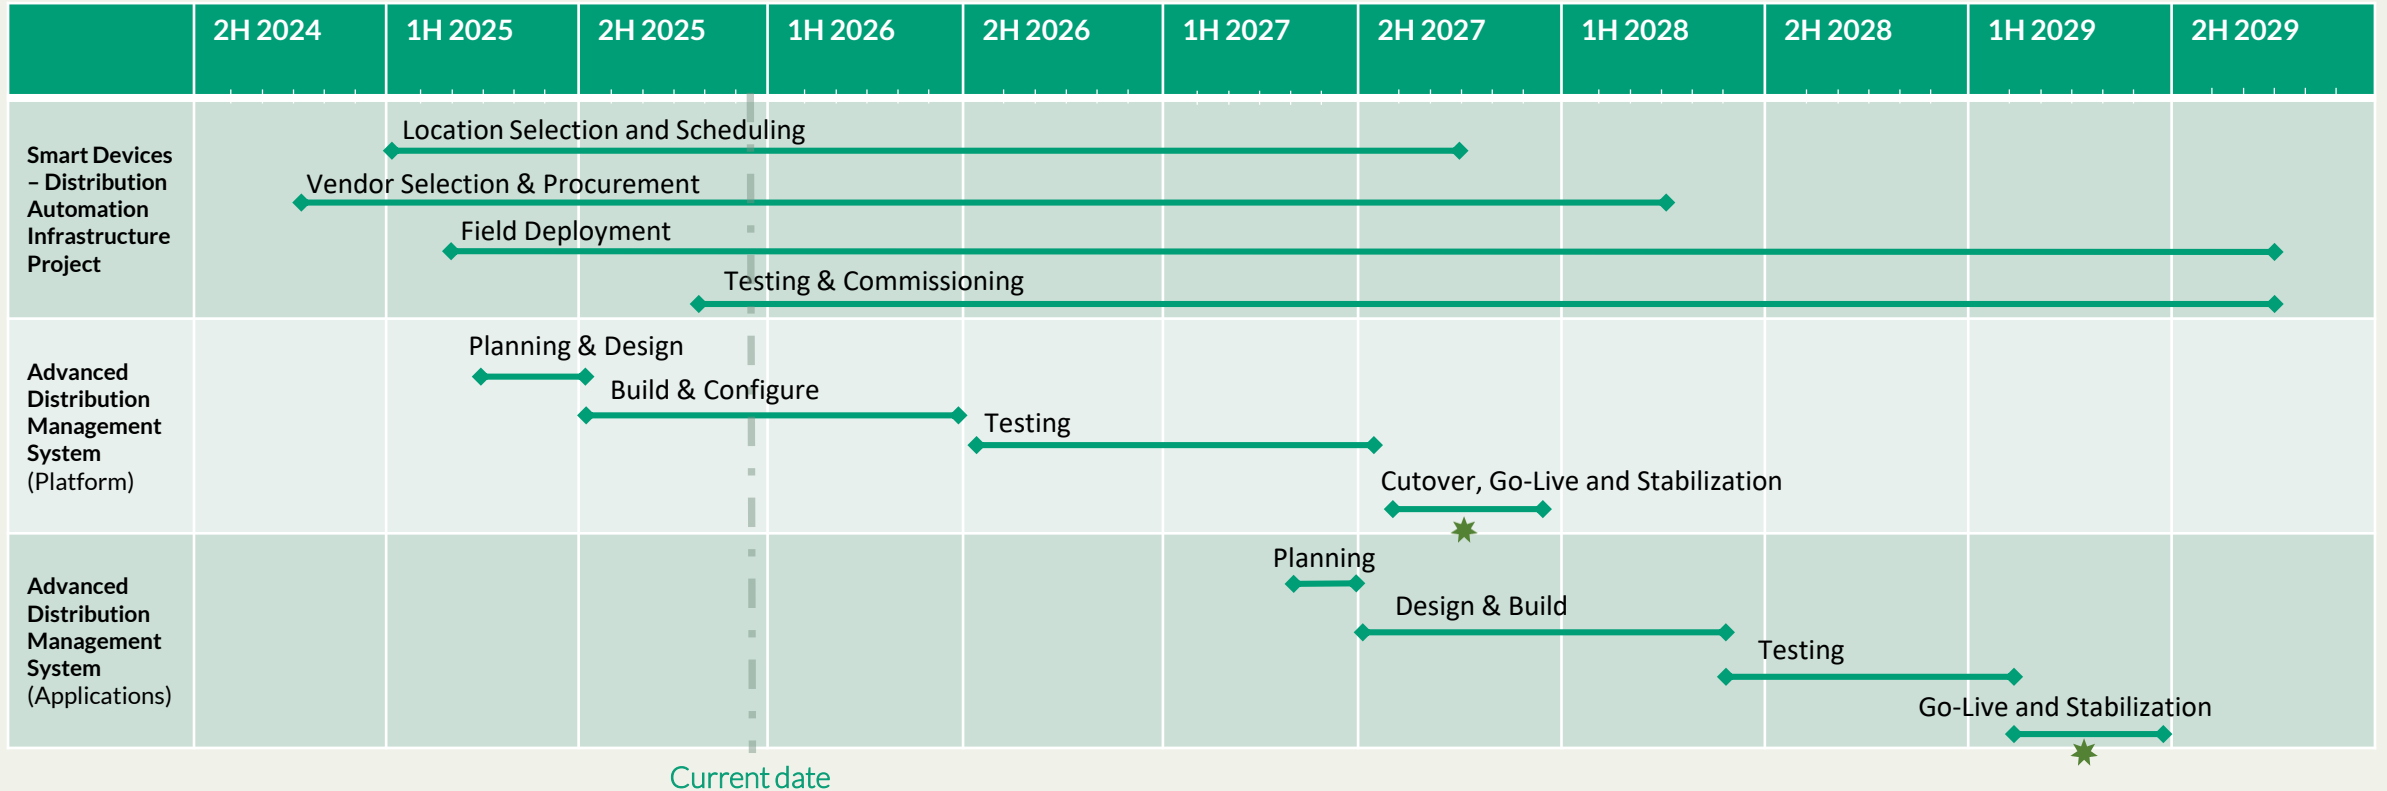 2H 2024
1H 2025
2H 2025
1H 2026
2H 2026
1H 2027
2H 2027
1H 2028
2H 2028
1H 2029
2H 2029
Smart Devices
– Distribution
Automation
Infrastructure
Project
Location Selection and Scheduling
Vendor Selection & Procurement
Field Deployment
Testing & Commissioning
Advanced
Distribution
Management
System
(Platform)
Planning & Design
Build & Configure
Testing
Cutover, Go-Live and Stabilization
Advanced
Distribution
Management
System
(Applications)
Planning
Design & Build
Testing
Go-Live and Stabilization
Current date